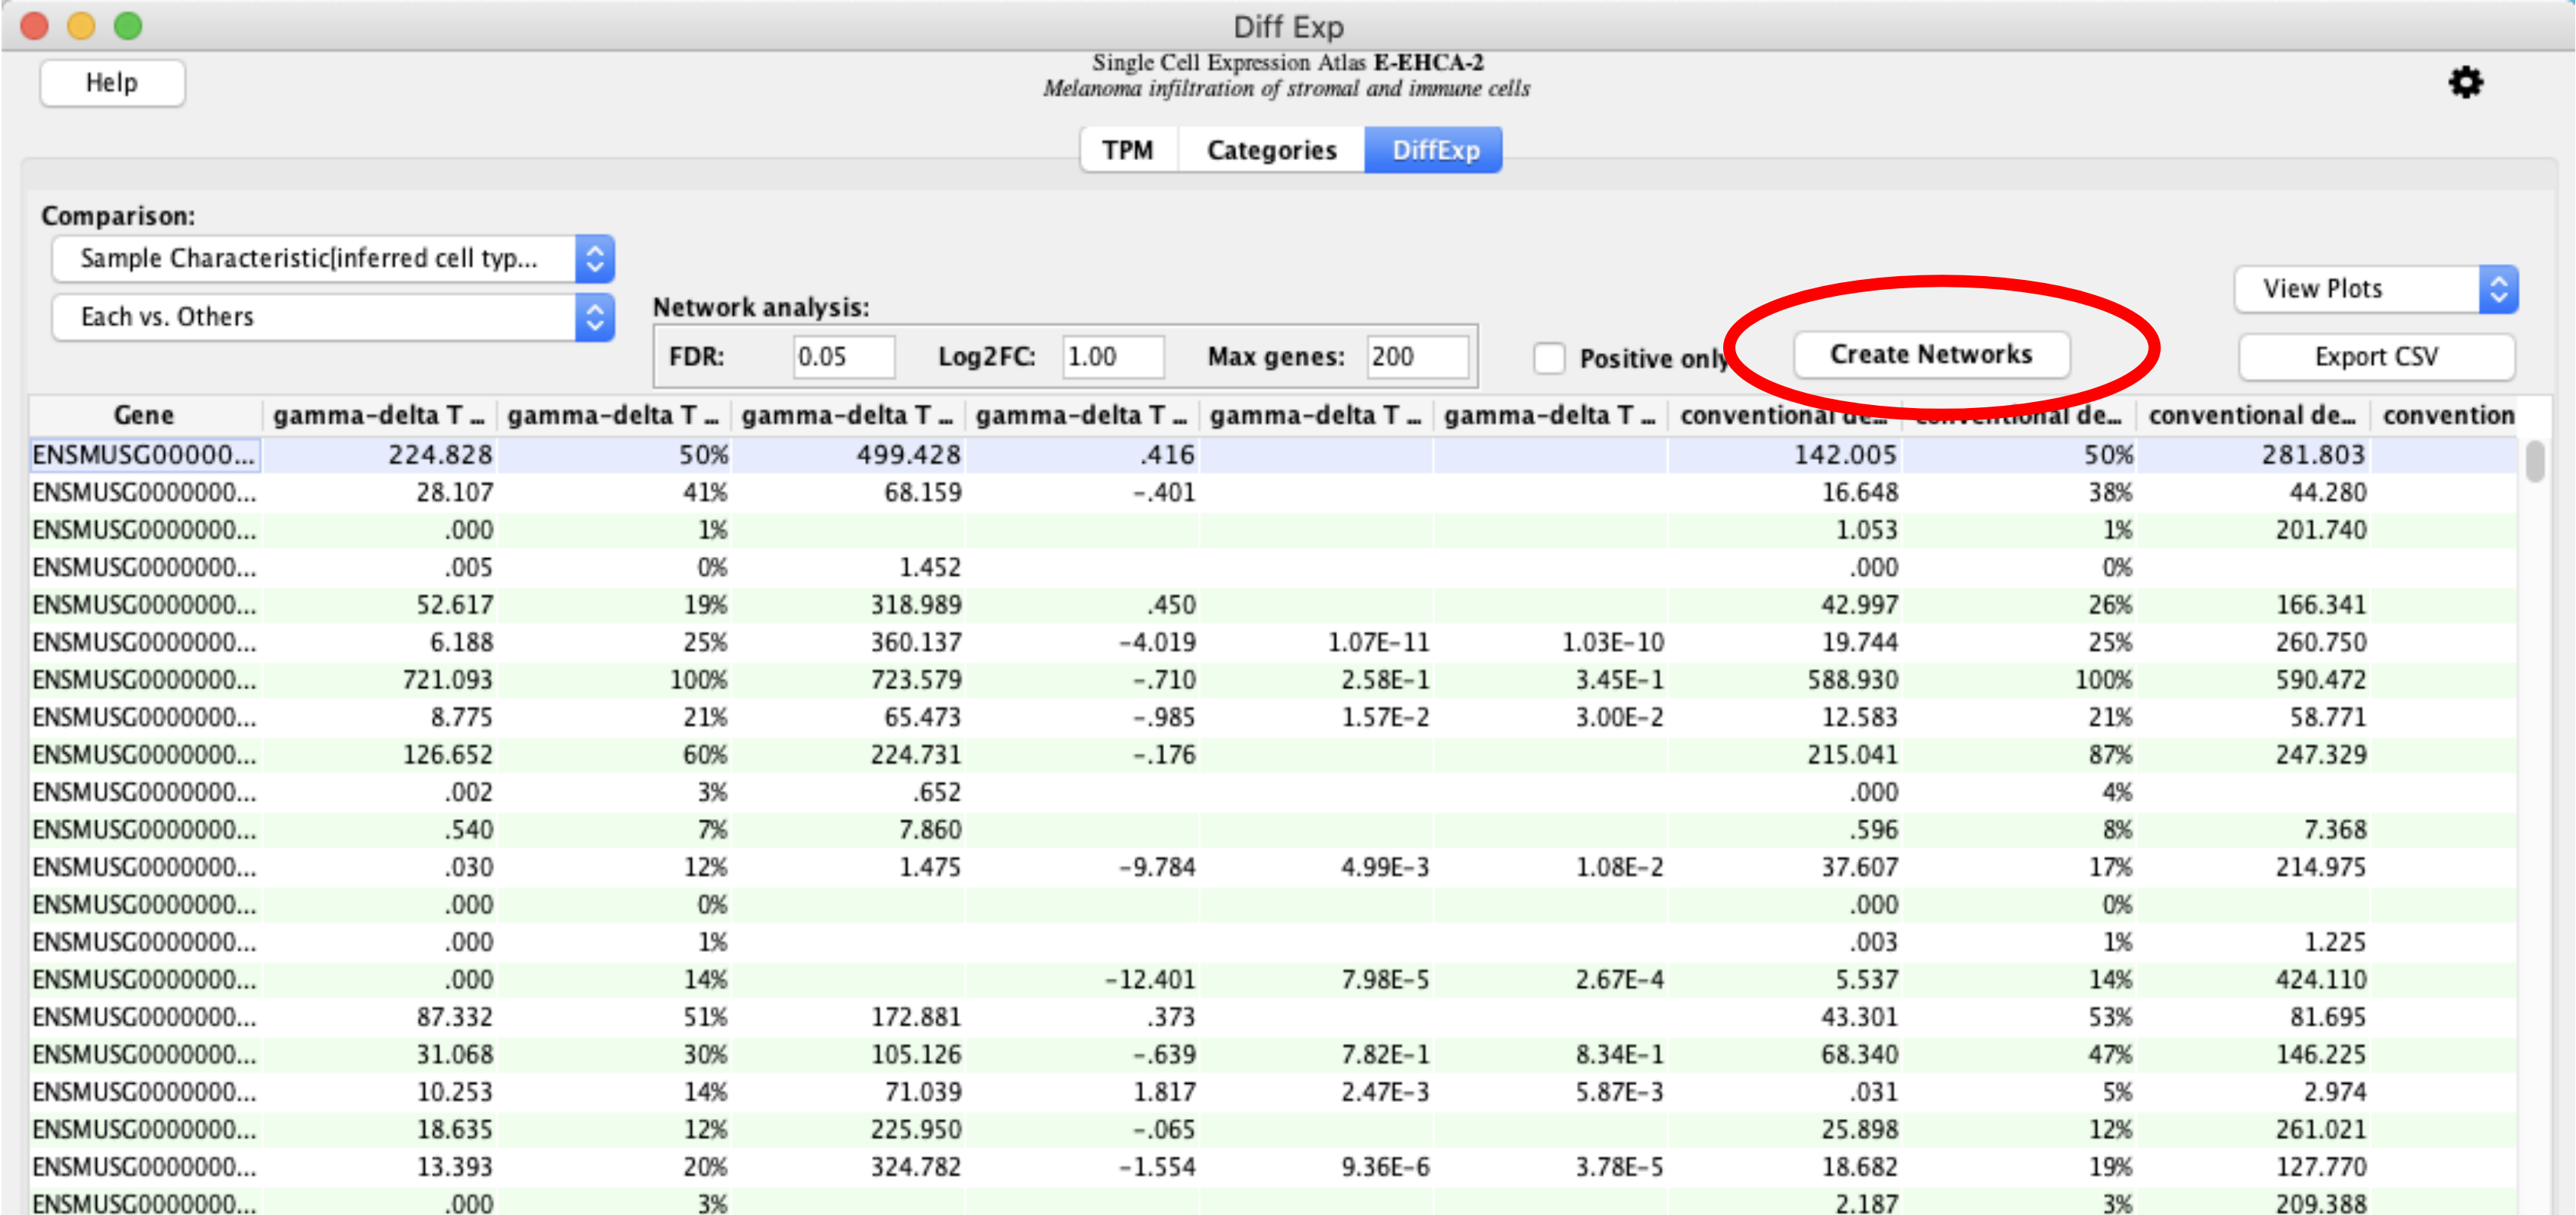 Diff Exp
Help
Single Cell Expression Atlas E-EHCA-2
Melanoma infiltration of stromal and immune cells
TPM Categories DiffExp
Comparison:
Sample Characteristic[inferred cell typ...
Each vs. Others
Network analysis:
FDR: 0.05 Log2FC: 1.00 Max genes: 200
Positive only
Create Networks
View Plots
Export CSV
Gene gamma-delta T ... gamma-delta T ... gamma-delta T ... gamma-delta T ... gamma-delta T ... gamma-delta T ... conventional de... conventional de... conventional de... convention
ENSMUSG00000... 224.828 50% 499.428 .416 142.005 50% 281.803
ENSMUSG0000000... 28.107 41% 68.159 -.401 16.648 38% 44.280
ENSMUSG0000000... .000 1% 1.053 1% 201.740
ENSMUSG0000000... .005 0% 1.452 .000 0%
ENSMUSG0000000... 52.617 19% 318.989 .450 42.997 26% 166.341
ENSMUSG0000000... 6.188 25% 360.137 -4.019 1.07E-11 1.03E-10 19.744 25% 260.750
ENSMUSG0000000... 721.093 100% 723.579 -.710 2.58E-1 3.45E-1 588.930 100% 590.472
ENSMUSG0000000... 8.775 21% 65.473 -.985 1.57E-2 3.00E-2 12.583 21% 58.771
ENSMUSG0000000... 126.652 60% 224.731 -.176 215.041 87% 247.329
ENSMUSG0000000... .002 3% .652 .000 4%
ENSMUSG0000000... .540 7% 7.860 .596 8% 7.368
ENSMUSG0000000... .030 12% 1.475 -9.784 4.99E-3 1.08E-2 37.607 17% 214.975
ENSMUSG0000000... .000 0% .000 0%
ENSMUSG0000000... .000 1% .003 1% 1.225
ENSMUSG0000000... .000 14% -12.401 7.98E-5 2.67E-4 5.537 14% 424.110
ENSMUSG0000000... 87.332 51% 172.881 .373 43.301 53% 81.695
ENSMUSG0000000... 31.068 30% 105.126 -.639 7.82E-1 8.34E-1 68.340 47% 146.225
ENSMUSG0000000... 10.253 14% 71.039 1.817 2.47E-3 5.87E-3 .031 5% 2.974
ENSMUSG0000000... 18.635 12% 225.950 -.065 25.898 12% 261.021
ENSMUSG0000000... 13.393 20% 324.782 -1.554 9.36E-6 3.78E-5 18.682 19% 127.770
ENSMUSG0000000... .000 3% 2.187 3% 209.388